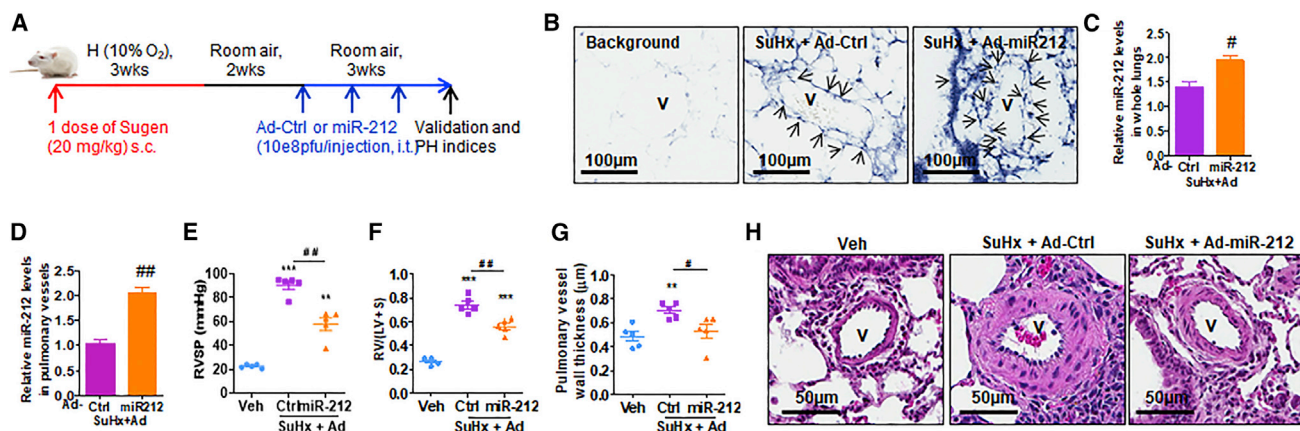 A
H (10% O₂),
3wks
Room air,
2wks
Room air,
3wks
1 dose of Sugen
(20 mg/kg) s.c.
Ad-Ctrl or miR-212
(10e8pfu/injection, i.t.)
Validation and
PH indices
B
Background
V
100µm
SuHx + Ad-Ctrl
V
100µm
SuHx + Ad-miR212
V
100µm
C
Relative miR-212 levels
in whole lungs
2.5
2.0
1.5
1.0
0.5
0.0
#
Ad- Ctrl miR-212
SuHx+Ad
D
Relative miR-212 levels
in pulmonary vessels
2.5
2.0
1.5
1.0
0.5
0.0
##
Ad- Ctrl miR212
SuHx+Ad
E
RVSP (mmHg)
100
80
60
40
20
0
***
##
**
Veh CtrlmiR-212
SuHx + Ad
F
RV/(LV + S)
1.0
0.8
0.6
0.4
0.2
0.0
***
##
***
Veh Ctrl miR-212
SuHx + Ad
G
Pulmonary vessel
wall thickness (µm)
1.0
0.8
0.6
0.4
0.2
0
**
#
Veh Ctrl miR-212
SuHx + Ad
H
Veh
V
50µm
SuHx + Ad-Ctrl
V
50µm
SuHx + Ad-miR-212
V
50µm